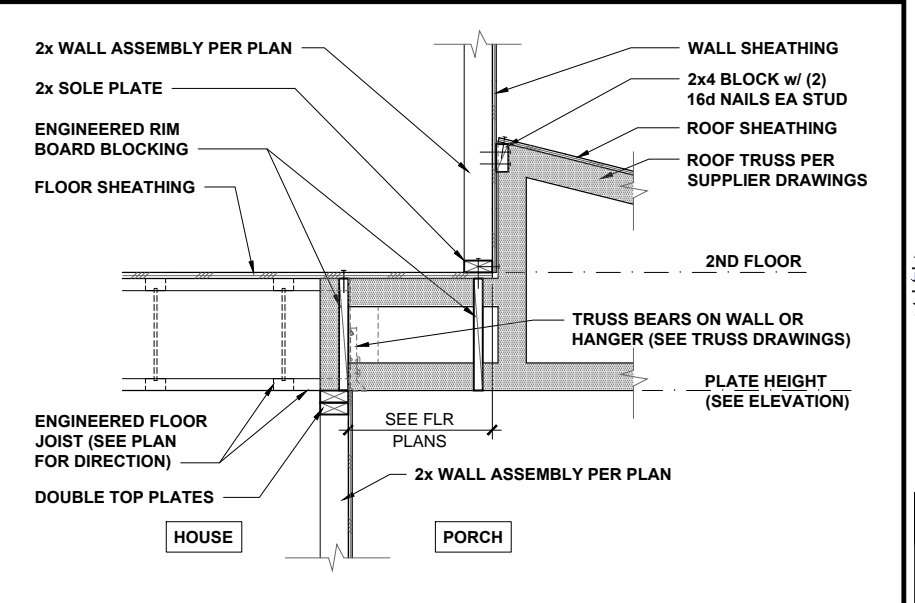 2x WALL ASSEMBLY PER PLAN
2x SOLE PLATE
ENGINEERED RIM
BOARD BLOCKING
FLOOR SHEATHING
WALL SHEATHING
2x4 BLOCK w/ (2)
16d NAILS EA STUD
ROOF SHEATHING
ROOF TRUSS PER
SUPPLIER DRAWINGS
2ND FLOOR
TRUSS BEARS ON WALL OR
HANGER (SEE TRUSS DRAWINGS)
PLATE HEIGHT
(SEE ELEVATION)
ENGINEERED FLOOR
JOIST (SEE PLAN
FOR DIRECTION)
DOUBLE TOP PLATES
SEE FLR
PLANS
2x WALL ASSEMBLY PER PLAN
HOUSE
PORCH